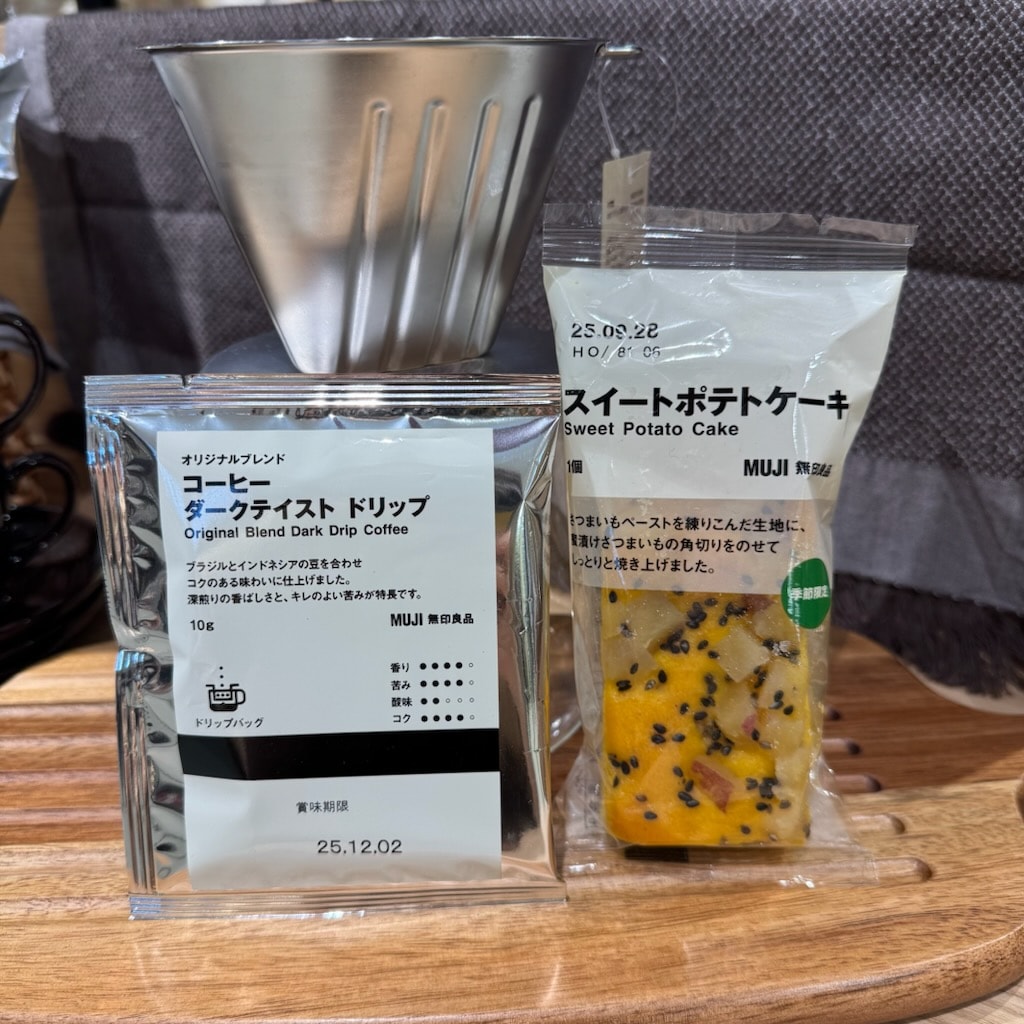 オリジナルブレンド
コーヒー
ダークテイスト ドリップ
Original Blend Dark Drip Coffee
ブラジルとインドネシアの豆を合わせ
コクのある味わいに仕上げました。
深煎りの香ばしさと、キレのよい苦みが特長です。
10g
MUJI 無印良品
香り ●●●●○
苦み ●●●●○
酸味 ●●○○○
コク ●●●●○
ドリップバッグ
賞味期限
25.12.02
25.09.28
HO/ 81 06
スイートポテトケーキ
Sweet Potato Cake
1個
MUJI 無印良品
さつまいもペーストを練りこんだ生地に、
蜜漬けさつまいもの角切りをのせて
しっとりと焼き上げました。
季節限定